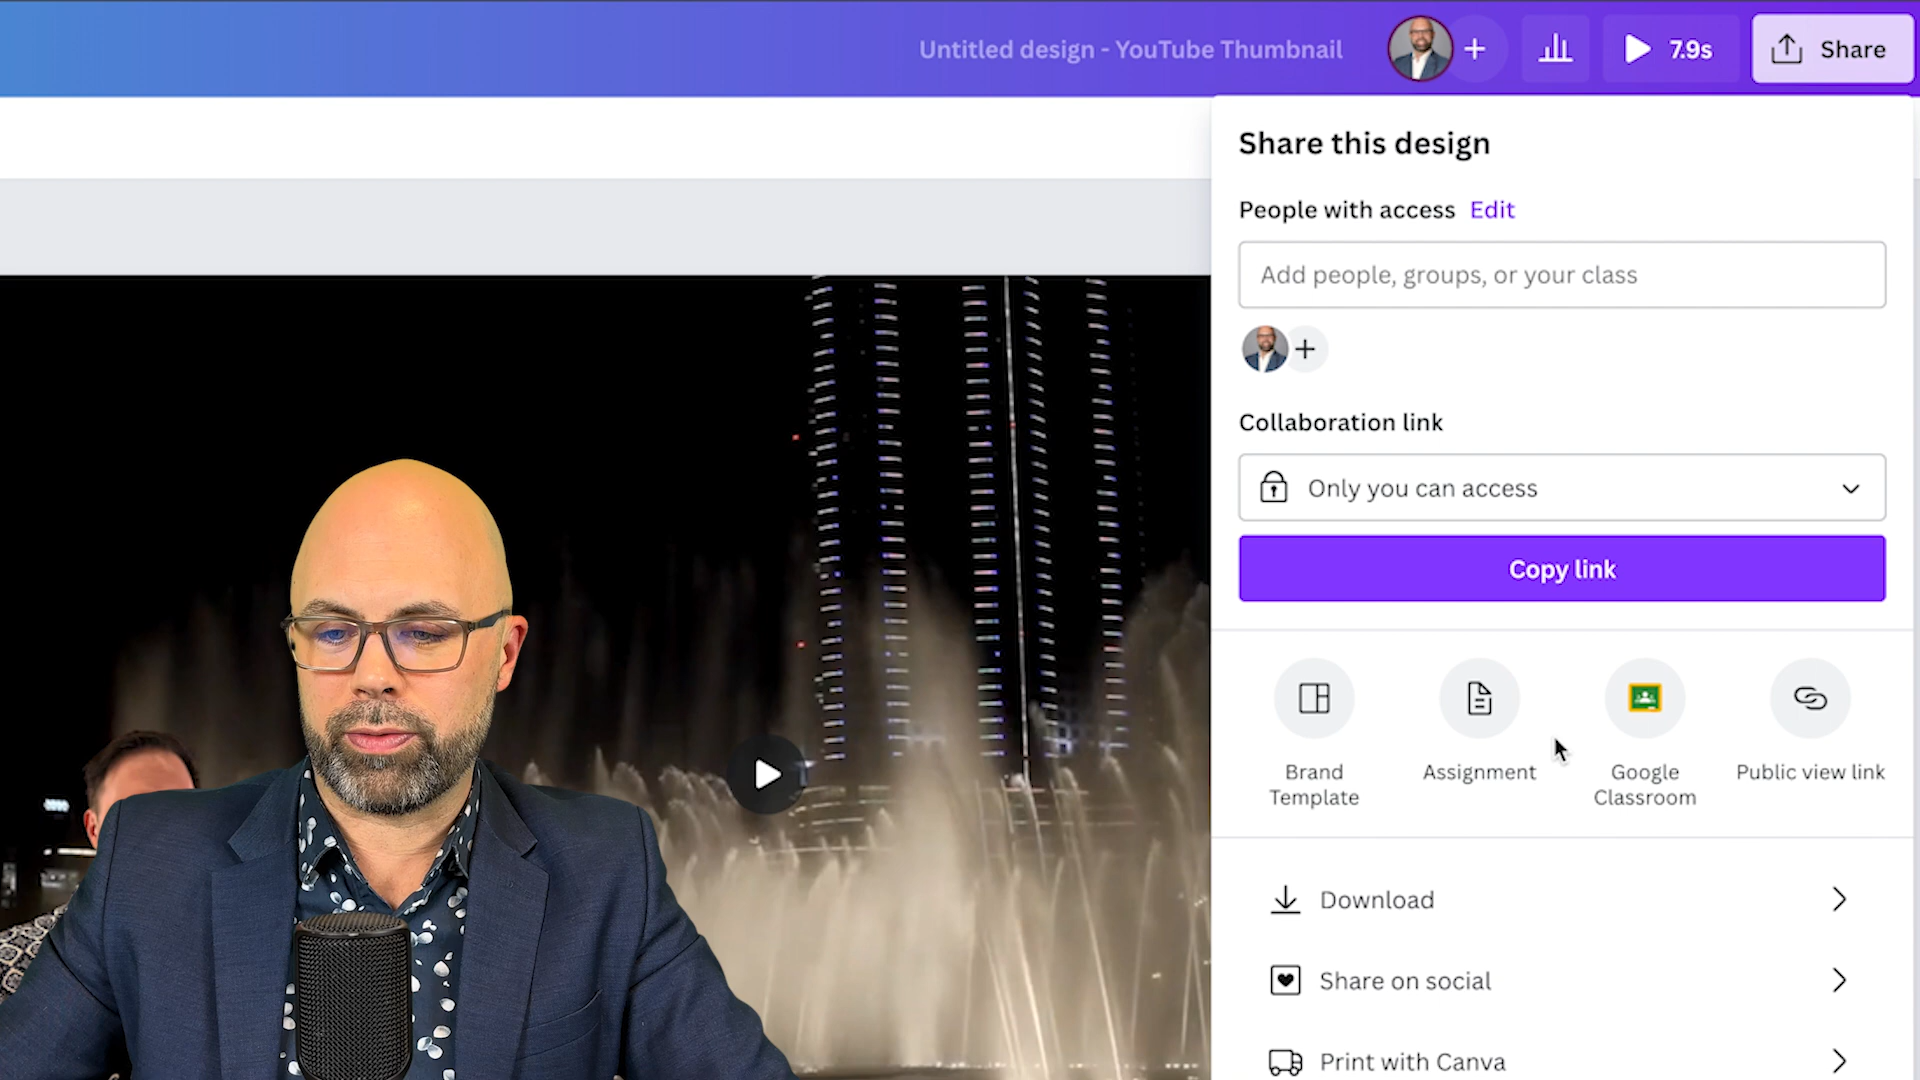 Untitled design - YouTube Thumbnail
7.9s
Share
Share this design
People with access Edit
Add people, groups, or your class
Collaboration link
Only you can access
Copy link
Brand
Template
Assignment
Google
Classroom
Public view link
Download
Share on social
Print with Canva